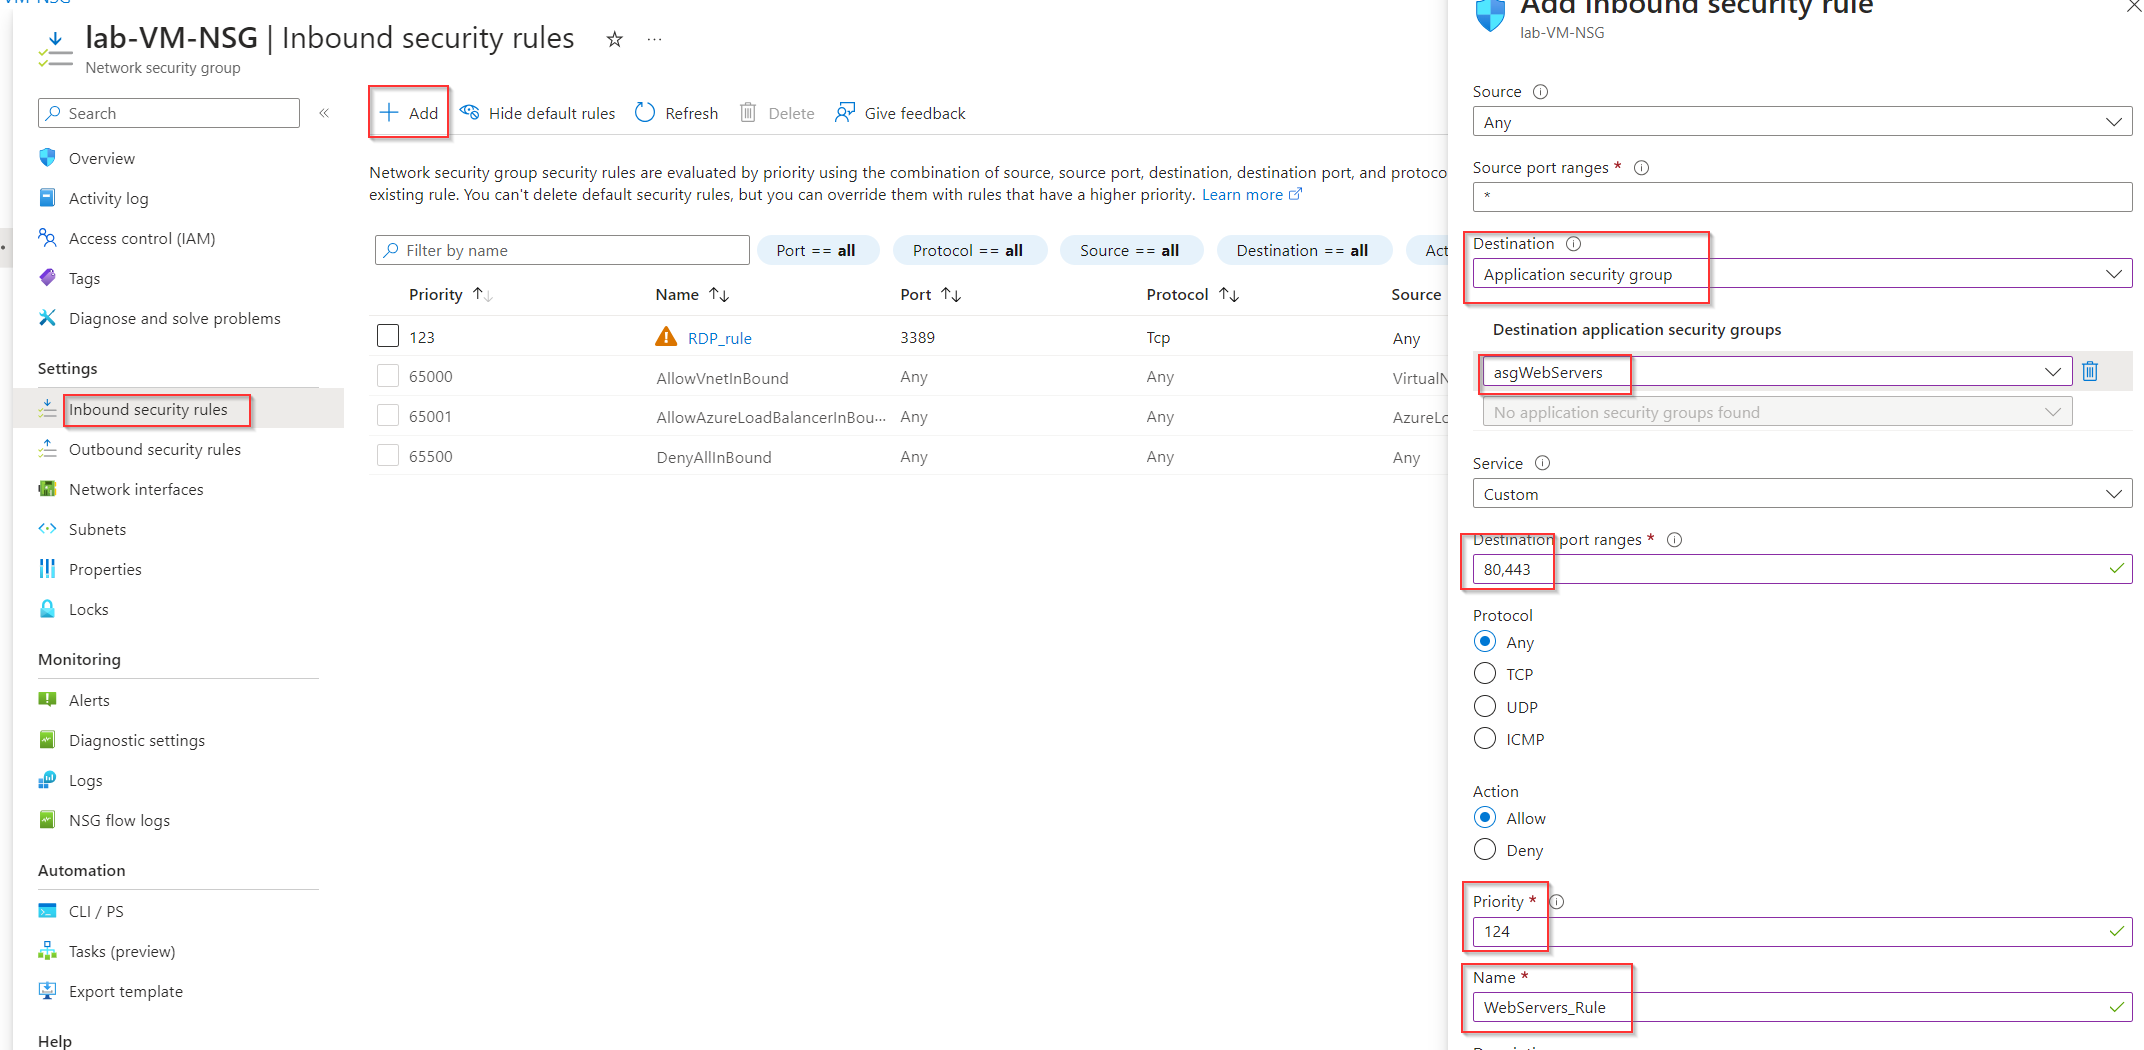 VM-NSG
lab-VM-NSG | Inbound security rules
Network security group
Search
Overview
Activity log
Access control (IAM)
Tags
Diagnose and solve problems
Settings
Inbound security rules
Outbound security rules
Network interfaces
Subnets
Properties
Locks
Monitoring
Alerts
Diagnostic settings
Logs
NSG flow logs
Automation
CLI / PS
Tasks (preview)
Export template
Help
Add Hide default rules Refresh Delete Give feedback
Network security group security rules are evaluated by priority using the combination of source, source port, destination, destination port, and protoco
existing rule. You can't delete default security rules, but you can override them with rules that have a higher priority. Learn more
Filter by name Port == all Protocol == all Source == all Destination == all Act
Priority Name Port Protocol Source
123 RDP_rule 3389 Tcp Any
65000 AllowVnetInBound Any Any VirtualN
65001 AllowAzureLoadBalancerInBou... Any Any AzureLo
65500 DenyAllInBound Any Any Any
Add inbound security rule
lab-VM-NSG
Source
Any
Source port ranges *
*
Destination
Application security group
Destination application security groups
asgWebServers
No application security groups found
Service
Custom
Destination port ranges *
80,443
Protocol
Any
TCP
UDP
ICMP
Action
Allow
Deny
Priority *
124
Name *
WebServers_Rule